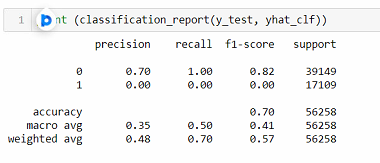 1 print (classification_report(y_test, yhat_clf))
precision recall f1-score support
0 0.70 1.00 0.82 39149
1 0.00 0.00 0.00 17109
accuracy 0.70 56258
macro avg 0.35 0.50 0.41 56258
weighted avg 0.48 0.70 0.57 56258